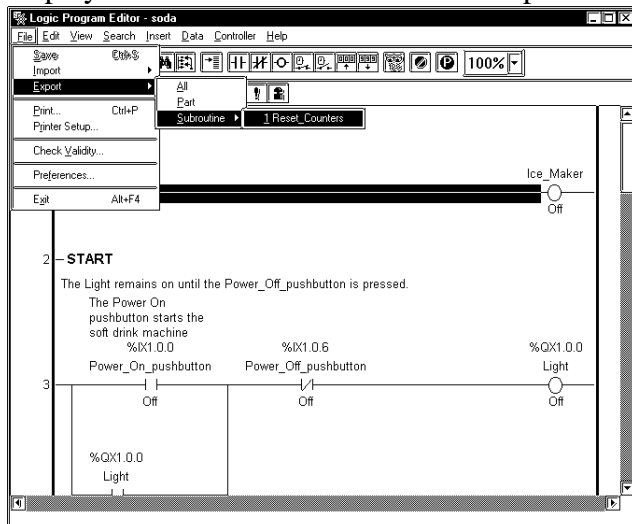 Logic Program Editor - soda
File Edit View Search Insert Data Controller Help
Save Ctrl+S
Import
Export
Print... Ctrl+P
Printer Setup...
Check Validity...
Preferences...
Exit Alt+F4
All
Part
Subroutine
1 Reset_Counters
100%
Ice_Maker
Off
2 START
The Light remains on until the Power_Off_pushbutton is pressed.
The Power On
pushbutton starts the
soft drink machine
%IX1.0.0 %IX1.0.6 %QX1.0.0
Power_On_pushbutton Power_Off_pushbutton Light
3
Off Off Off
%QX1.0.0
Light